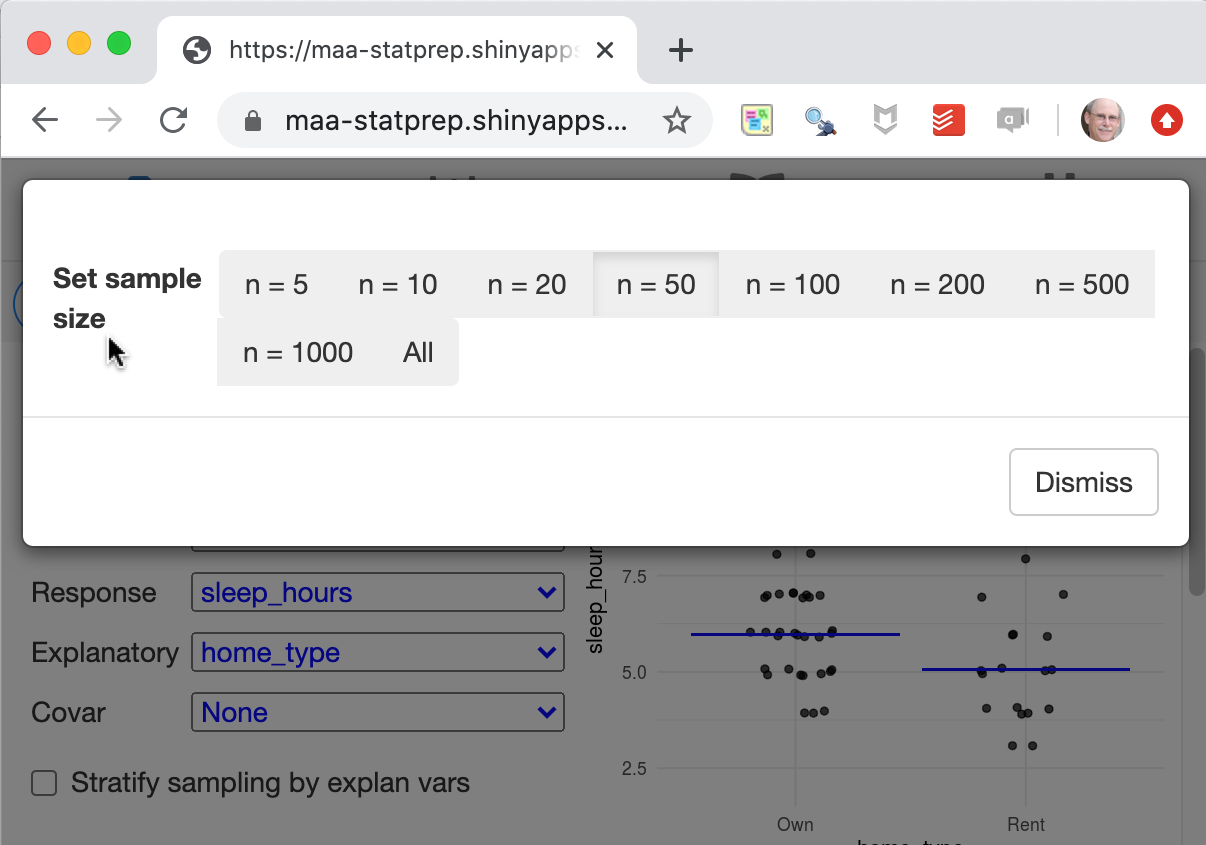 https://maa-statprep.shinyapps
maa-statprep.shinyapps...
Set sample
size
n = 5
n = 10
n = 20
n = 50
n = 100
n = 200
n = 500
n = 1000
All
Dismiss
Response
sleep_hours
Explanatory
home_type
Covar
None
Stratify sampling by explan vars
sleep_hour
7.5
5.0
2.5
Own
Rent